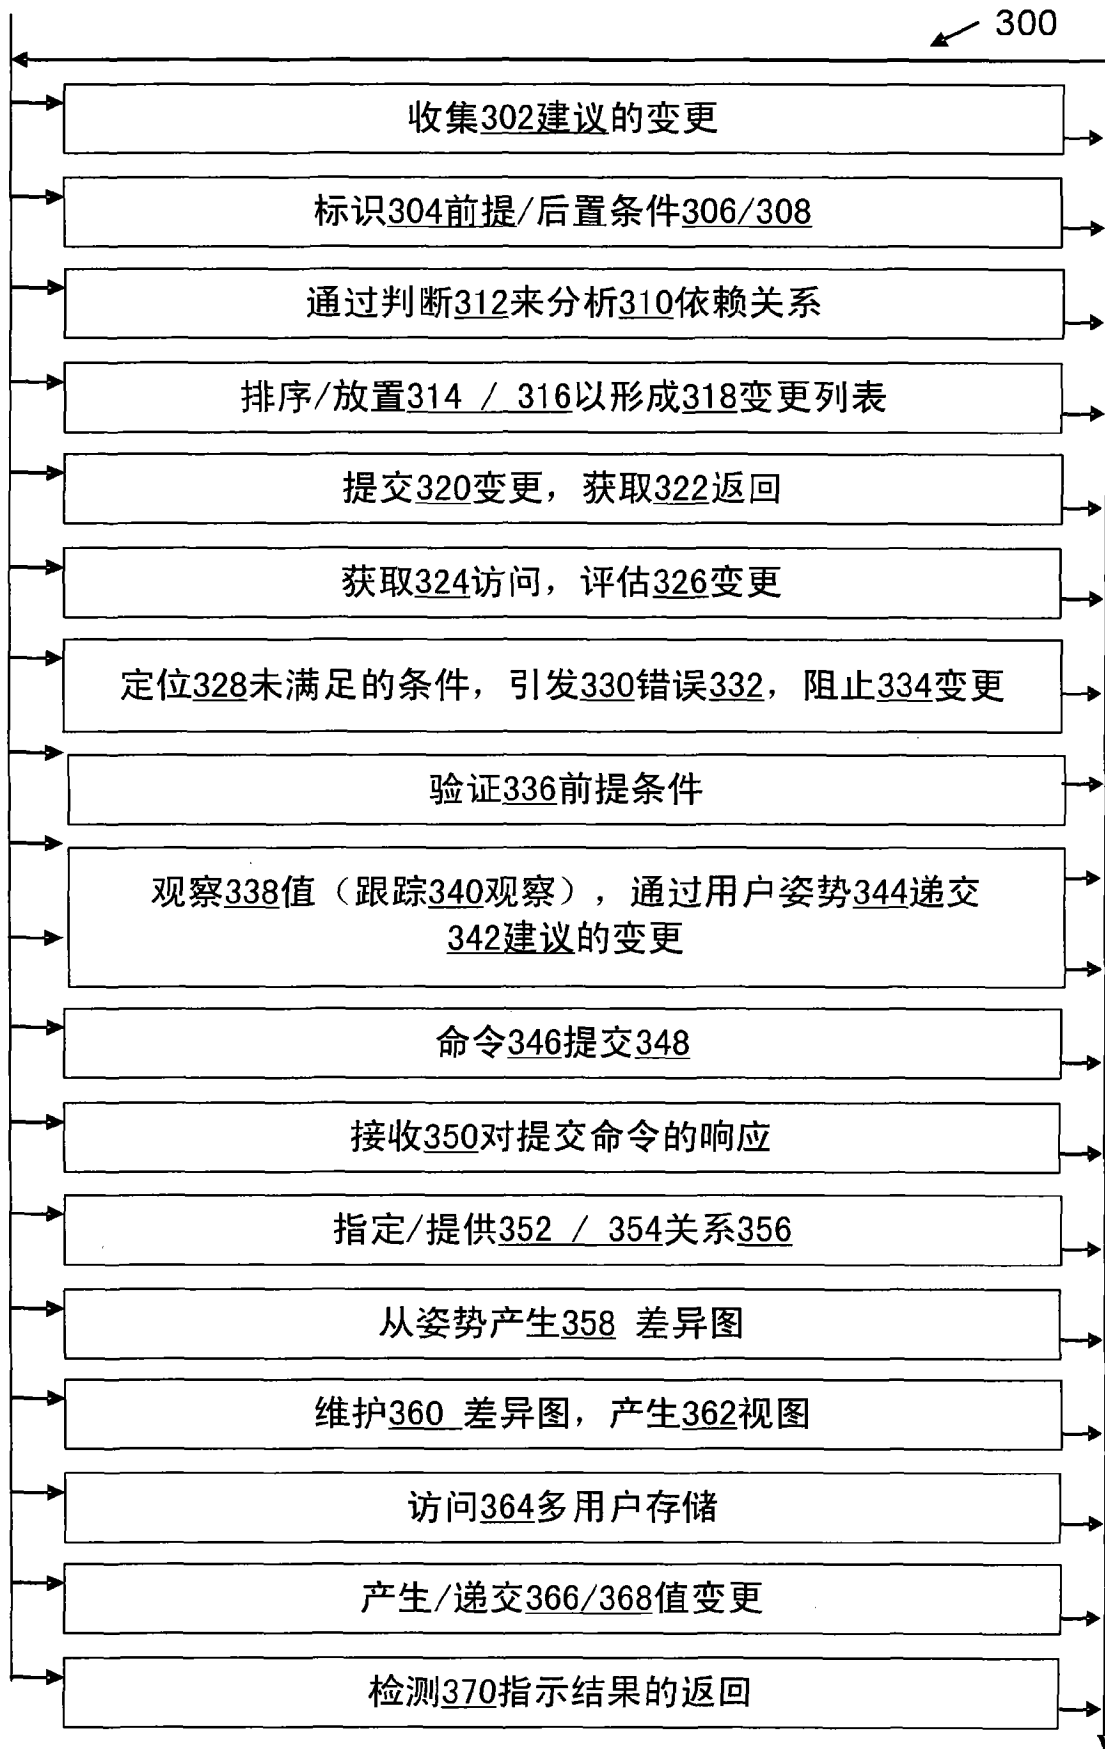 300
收集302建议的变更
标识304前提/后置条件306/308
通过判断312来分析310依赖关系
排序/放置314 / 316以形成318变更列表
提交320变更，获取322返回
获取324访问，评估326变更
定位328未满足的条件，引发330错误332，阻止334变更
验证336前提条件
观察338值（跟踪340观察），通过用户姿势344递交
342建议的变更
命令346提交348
接收350对提交命令的响应
指定/提供352 / 354关系356
从姿势产生358 差异图
维护360 差异图，产生362视图
访问364多用户存储
产生/递交366/368值变更
检测370指示结果的返回